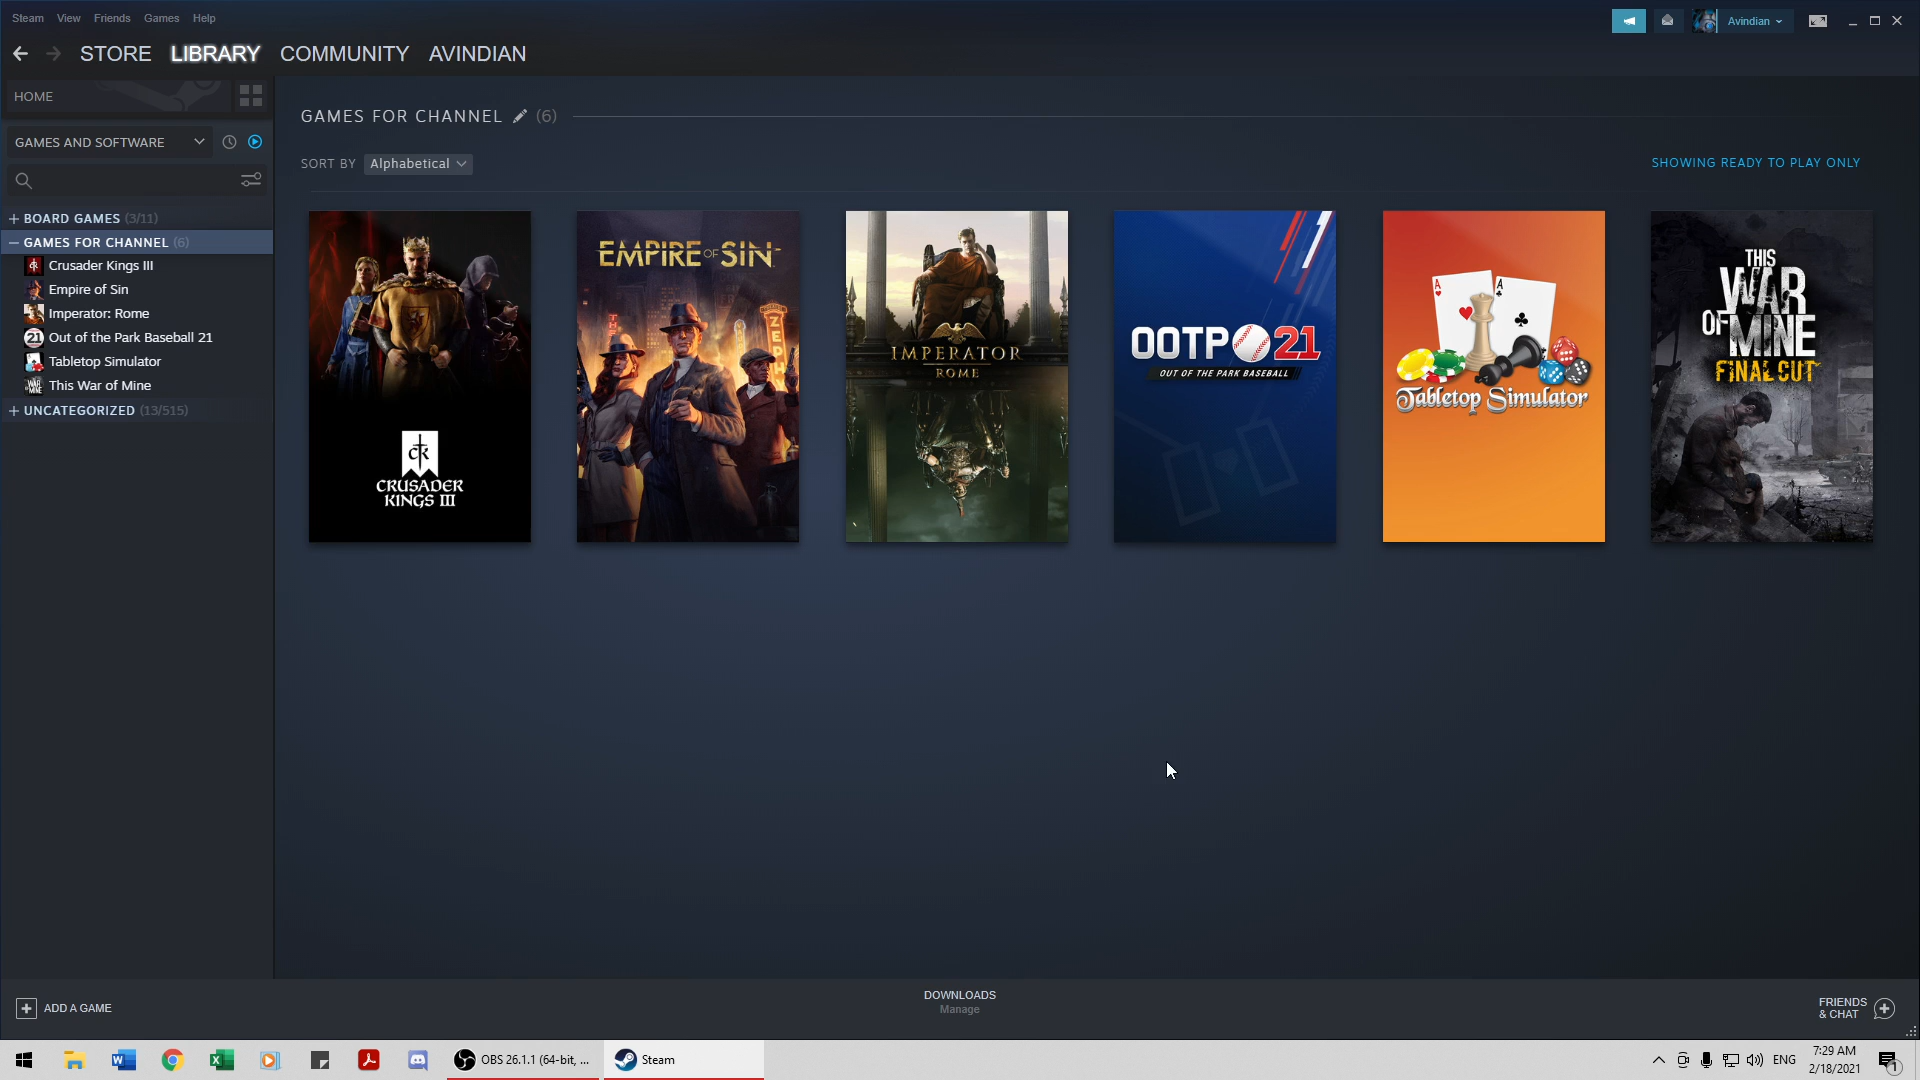 Steam View Friends Games Help
Avindian
STORE LIBRARY COMMUNITY AVINDIAN
HOME
GAMES AND SOFTWARE
BOARD GAMES (3/11)
GAMES FOR CHANNEL (6)
Crusader Kings III
Empire of Sin
Imperator: Rome
Out of the Park Baseball 21
Tabletop Simulator
This War of Mine
UNCATEGORIZED (13/515)
GAMES FOR CHANNEL (6)
SORT BY Alphabetical
SHOWING READY TO PLAY ONLY
CRUSADER
KINGS III
EMPIRE OF SIN
IMPERATOR
ROME
OOTP 21
OUT OF THE PARK BASEBALL
Tabletop Simulator
THIS
WAR
OF MINE
FINAL CUT
ADD A GAME
DOWNLOADS
Manage
FRIENDS
& CHAT
OBS 26.1.1 (64-bit, ...
Steam
ENG
7:29 AM
2/18/2021
1